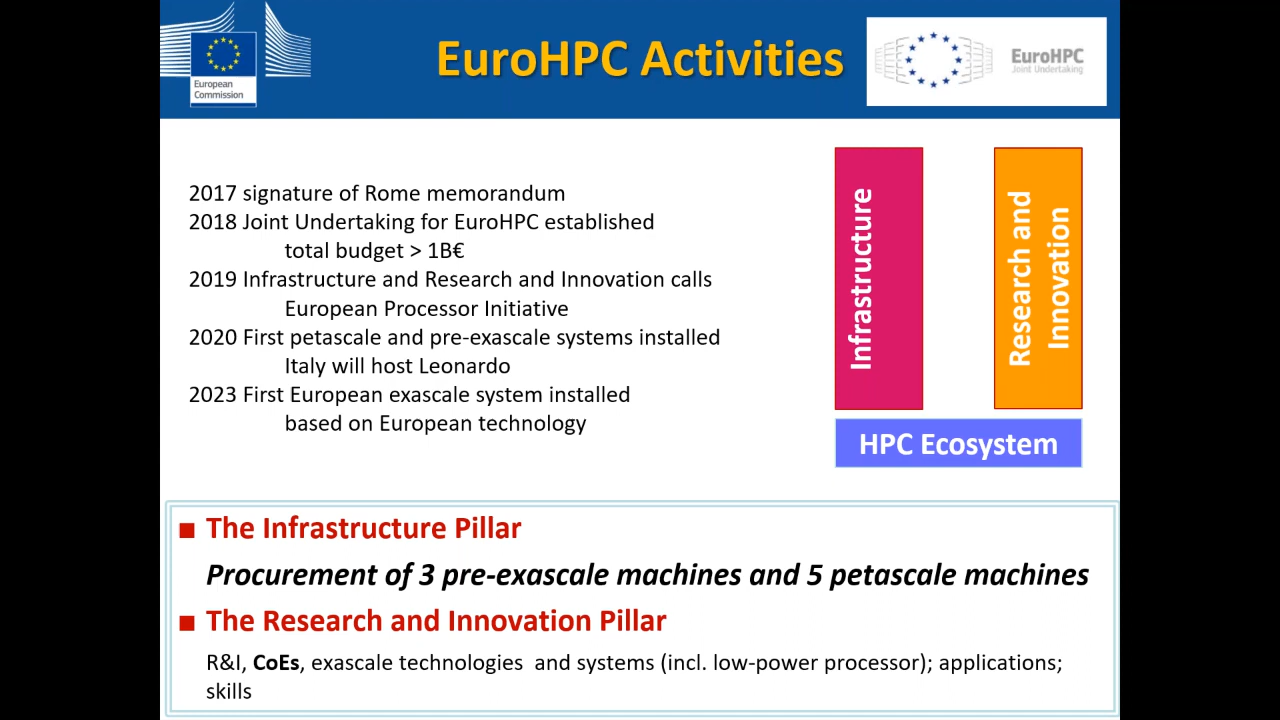 European
Commission
EuroHPC Activities
EuroHPC
Joint Undertaking
2017 signature of Rome memorandum
2018 Joint Undertaking for EuroHPC established
total budget > 1B€
2019 Infrastructure and Research and Innovation calls
European Processor Initiative
2020 First petascale and pre-exascale systems installed
Italy will host Leonardo
2023 First European exascale system installed
based on European technology
Infrastructure
Research and
Innovation
HPC Ecosystem
■ The Infrastructure Pillar
Procurement of 3 pre-exascale machines and 5 petascale machines
■ The Research and Innovation Pillar
R&I, CoEs, exascale technologies and systems (incl. low-power processor); applications;
skills